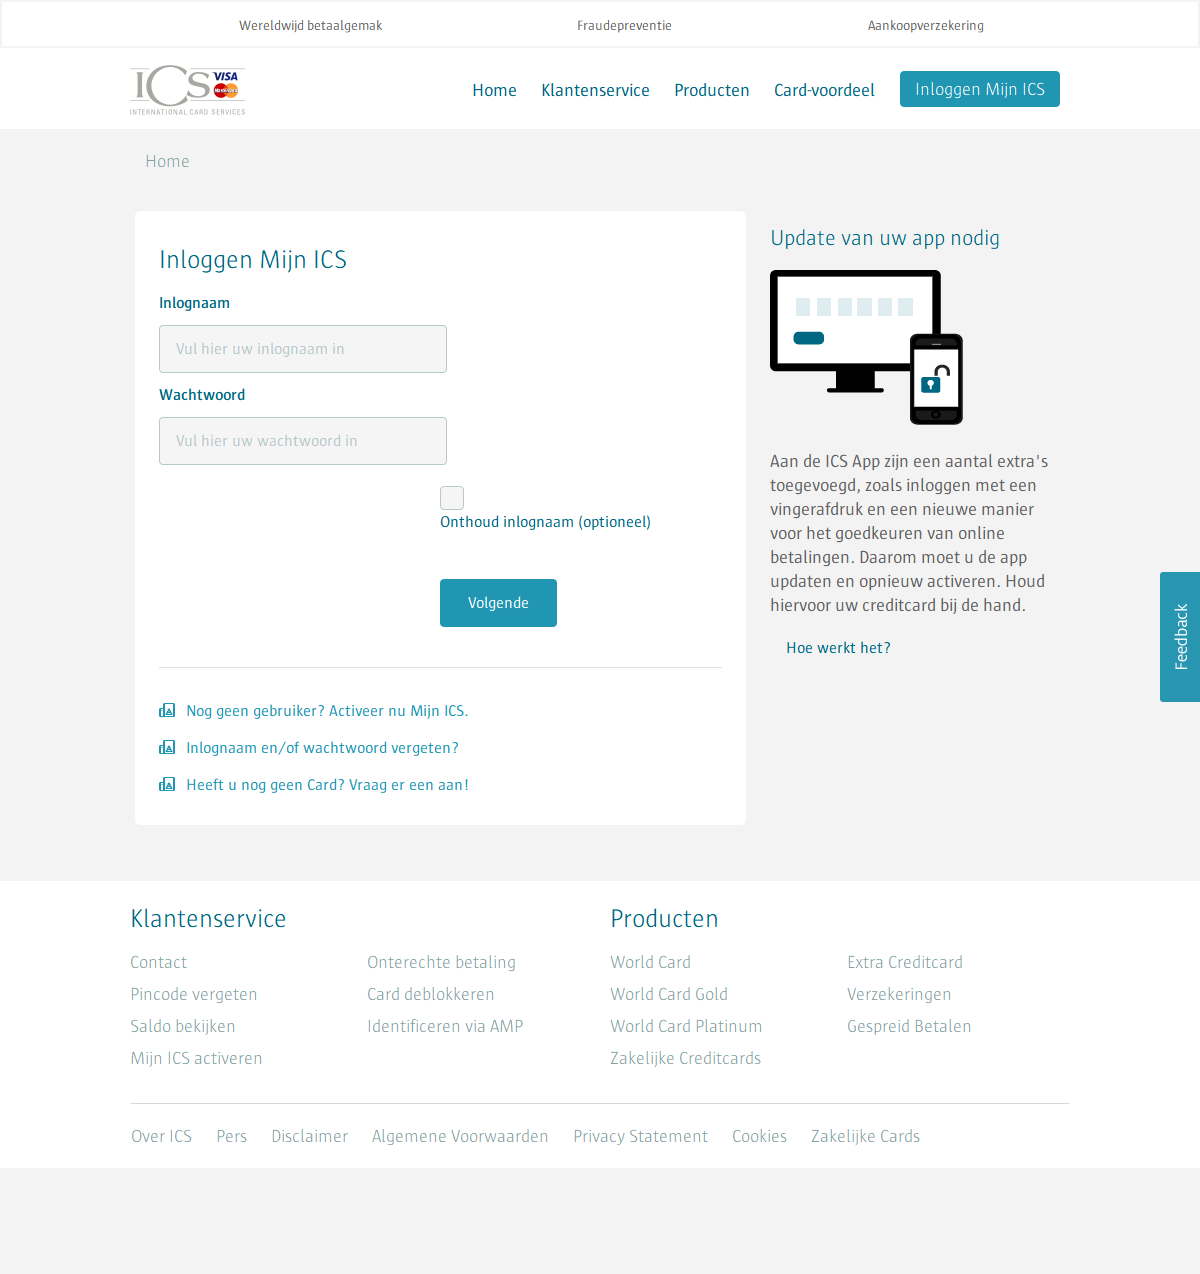 Wereldwijd betaalgemak
Fraudepreventie
Aankoopverzekering
ICS VISA
MasterCard
INTERNATIONAL CARD SERVICES
Home
Klantenservice
Producten
Card-voordeel
Inloggen Mijn ICS
Home
Inloggen Mijn ICS
Inlognaam
Vul hier uw inlognaam in
Wachtwoord
Vul hier uw wachtwoord in
Onthoud inlognaam (optioneel)
Volgende
Nog geen gebruiker? Activeer nu Mijn ICS.
Inlognaam en/of wachtwoord vergeten?
Heeft u nog geen Card? Vraag er een aan!
Update van uw app nodig
Aan de ICS App zijn een aantal extra's
toegevoegd, zoals inloggen met een
vingerafdruk en een nieuwe manier
voor het goedkeuren van online
betalingen. Daarom moet u de app
updaten en opnieuw activeren. Houd
hiervoor uw creditcard bij de hand.
Hoe werkt het?
Feedback
Klantenservice
Contact
Pincode vergeten
Saldo bekijken
Mijn ICS activeren
Onterechte betaling
Card deblokkeren
Identificeren via AMP
Producten
World Card
World Card Gold
World Card Platinum
Zakelijke Creditcards
Extra Creditcard
Verzekeringen
Gespreid Betalen
Over ICS
Pers
Disclaimer
Algemene Voorwaarden
Privacy Statement
Cookies
Zakelijke Cards